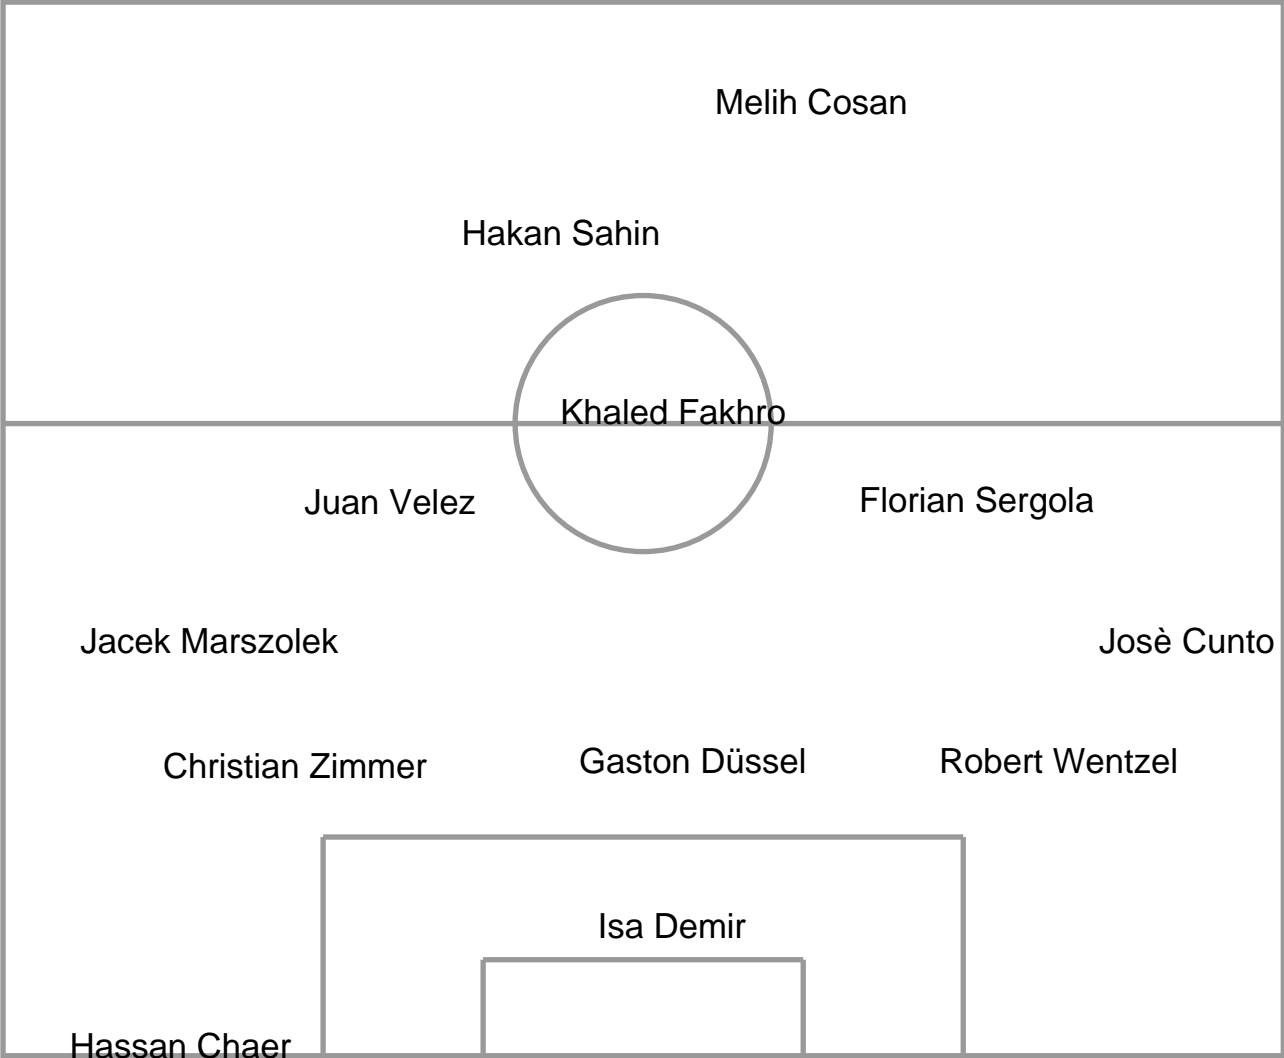 Melih Cosan
Hakan Sahin
Khaled Fakhro
Juan Velez
Florian Sergola
Jacek Marszolek
Josè Cunto
Christian Zimmer
Gaston Düssel
Robert Wentzel
Isa Demir
Hassan Chaer